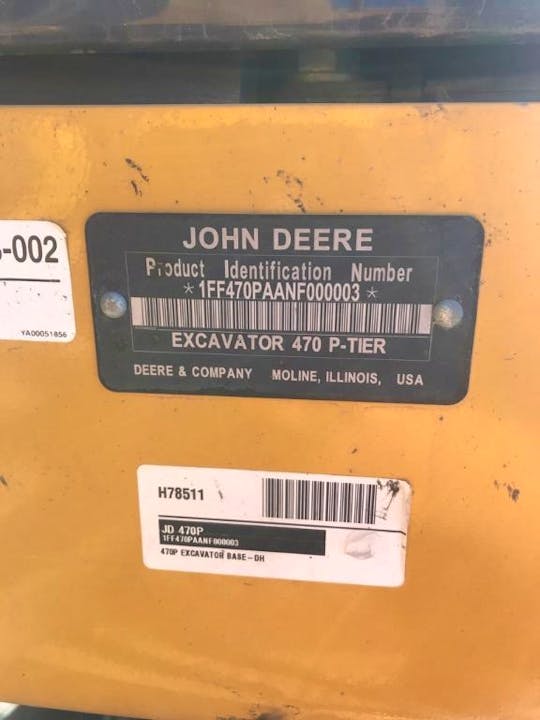 -002
YA00051856
JOHN DEERE
Product Identification Number
*1FF470PAANF000003*
EXCAVATOR 470 P-TIER
DEERE & COMPANY MOLINE, ILLINOIS, USA
H78511
JD 470P
1FF470PAANF000003
470P EXCAVATOR BASE-DH